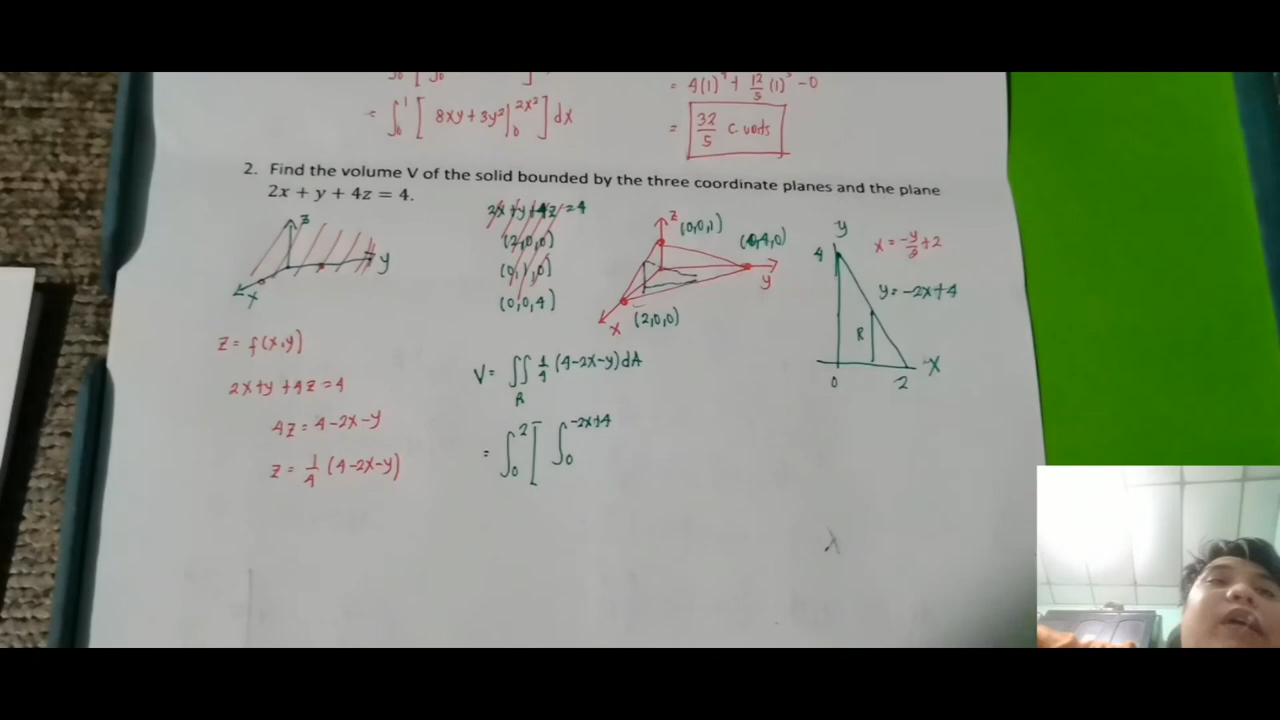 = ∫₀¹ [ 8xy + 3y² |₀^2x² ] dx
= 4(1)⁴ + 12/5 (1)⁵ - 0
= 32/5 c. units
2. Find the volume V of the solid bounded by the three coordinate planes and the plane
2x + y + 4z = 4.
z
y
x
2x + y + 4z = 4
(2,0,0)
(0,1,0)
(0,0,4)
z (0,0,1)
(0,4,0)
y
x (2,0,0)
y
4
x = -y/2 + 2
y = -2x+4
R
0 2 x
z = f(x,y)
2x+y +4z = 4
4z = 4-2x-y
z = 1/4 (4-2x-y)
V = ∬ 1/4 (4-2x-y) dA
R
= ∫₀² [ ∫₀^-2x+4